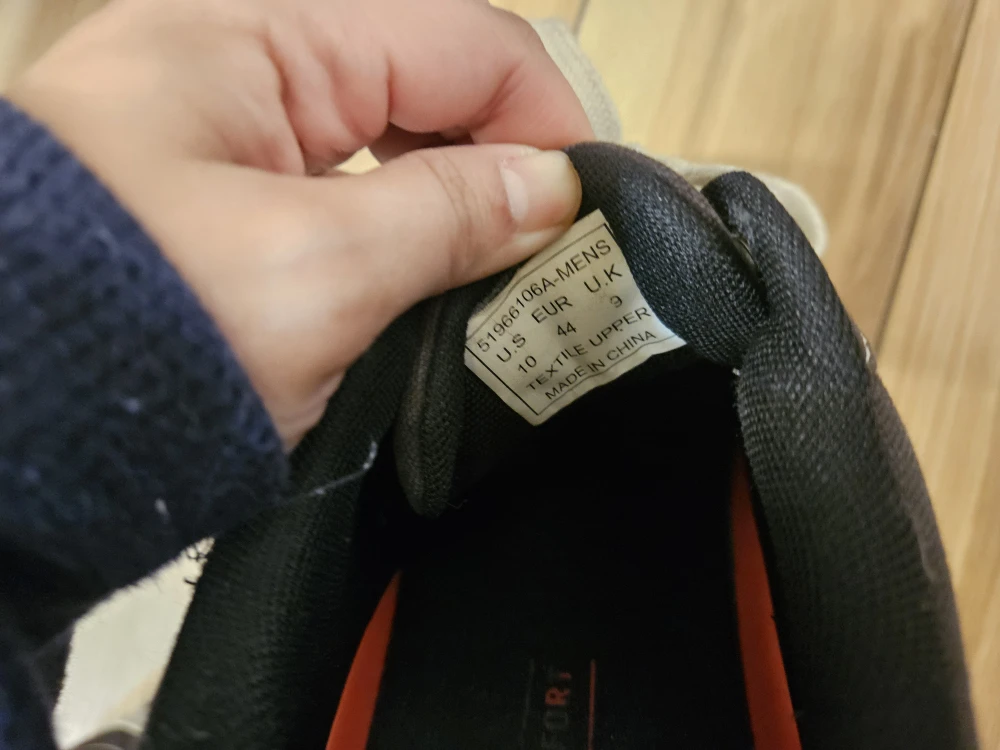 51966106A-MENS
U.S EUR U.K
10 44 9
TEXTILE UPPER
MADE IN CHINA